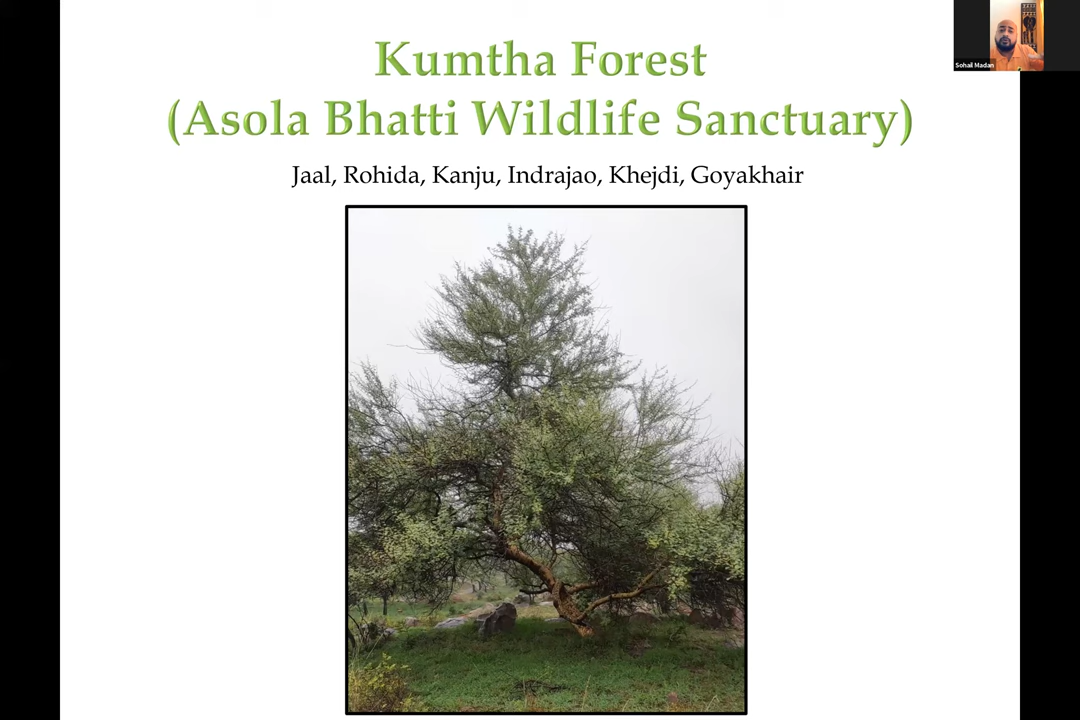 Kumtha Forest
(Asola Bhatti Wildlife Sanctuary)
Jaal, Rohida, Kanju, Indrajao, Khejdi, Goyakhair
Sohail Madan